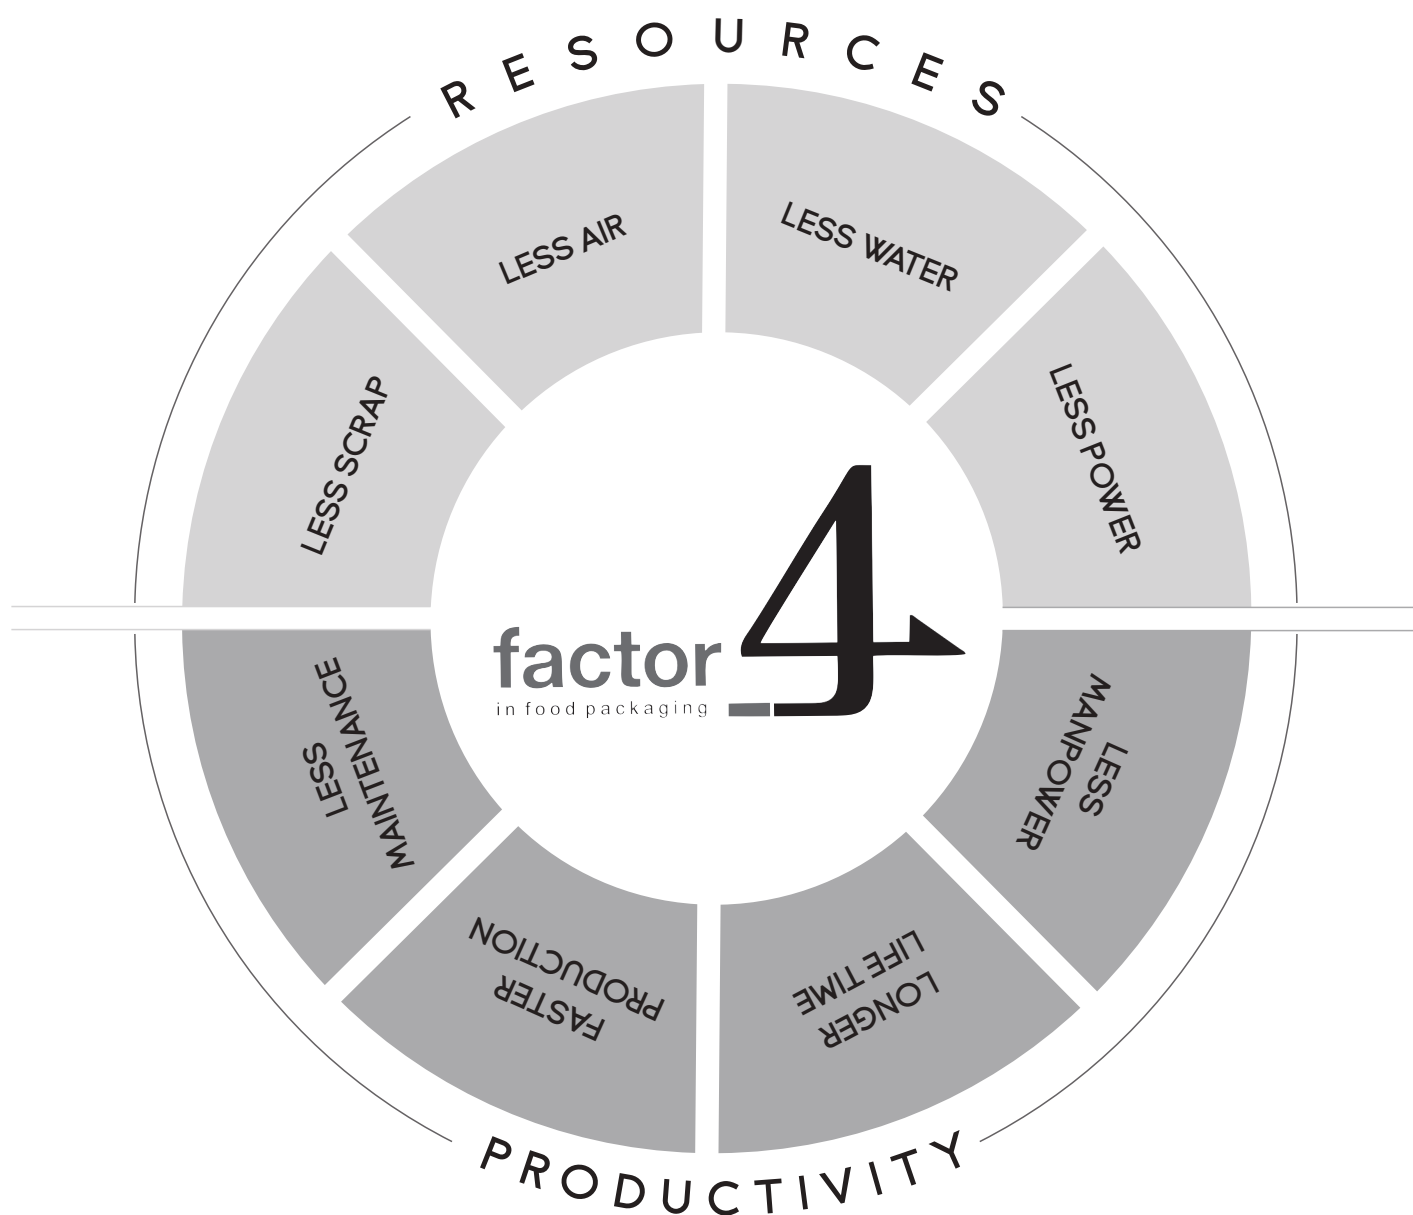 RESOURCES
LESS SCRAP
LESS AIR
LESS WATER
LESS POWER
factor 4
in food packaging
LESS
MANPOWER
LONGER
LIFE TIME
FASTER
PRODUCTION
LESS
MAINTENANCE
PRODUCTIVITY